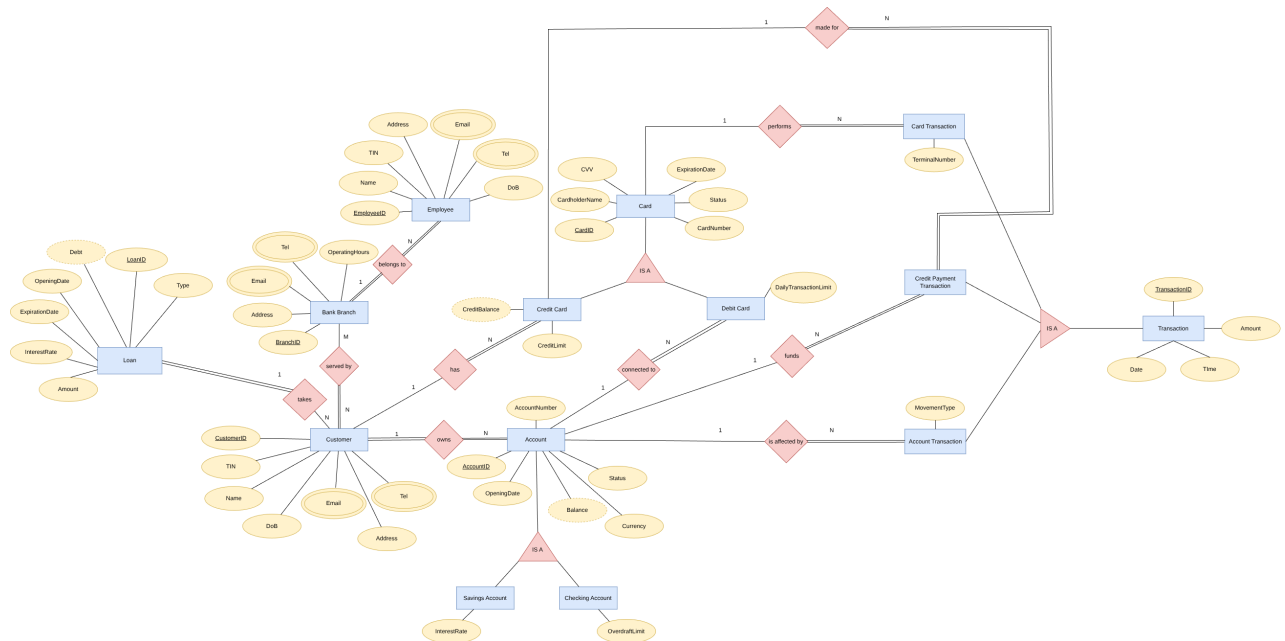 1
made for
N
Address
Email
1
performs
N
Card Transaction
TIN
Tel
TerminalNumber
CVV
ExpirationDate
Name
DoB
CardholderName
Card
Status
EmployeeID
Employee
CardID
CardNumber
Tel
OperatingHours
N
Debt
LoanID
belongs to
IS A
OpeningDate
Type
Email
1
DailyTransactionLimit
Credit Payment
Transaction
TransactionID
ExpirationDate
Address
Bank Branch
CreditBalance
Credit Card
Debit Card
IS A
Transaction
Amount
BranchID
M
CreditLimit
N
InterestRate
Loan
served by
N
has
N
connected to
1
funds
Date
TIme
Amount
1
takes
1
1
N
N
AccountNumber
MovementType
CustomerID
Customer
1
owns
N
Account
1
is affected by
N
Account Transaction
TIN
AccountID
Name
Email
Tel
OpeningDate
Status
DoB
Address
Balance
Currency
IS A
Savings Account
Checking Account
InterestRate
OverdraftLimit